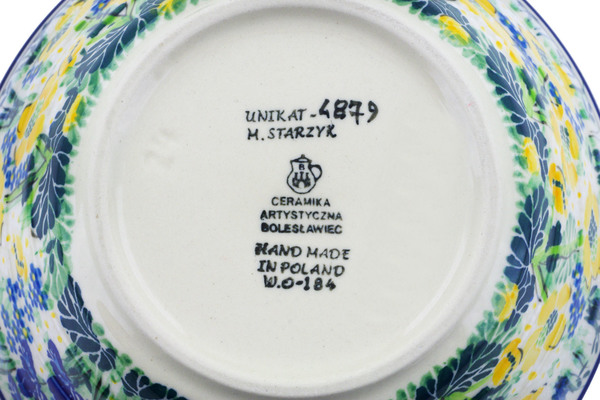 UNIKAT-4879
M. STARZYK
CERAMIKA
ARTYSTYCZNA
BOLESŁAWIEC
HAND MADE
IN POLAND
W.O-184